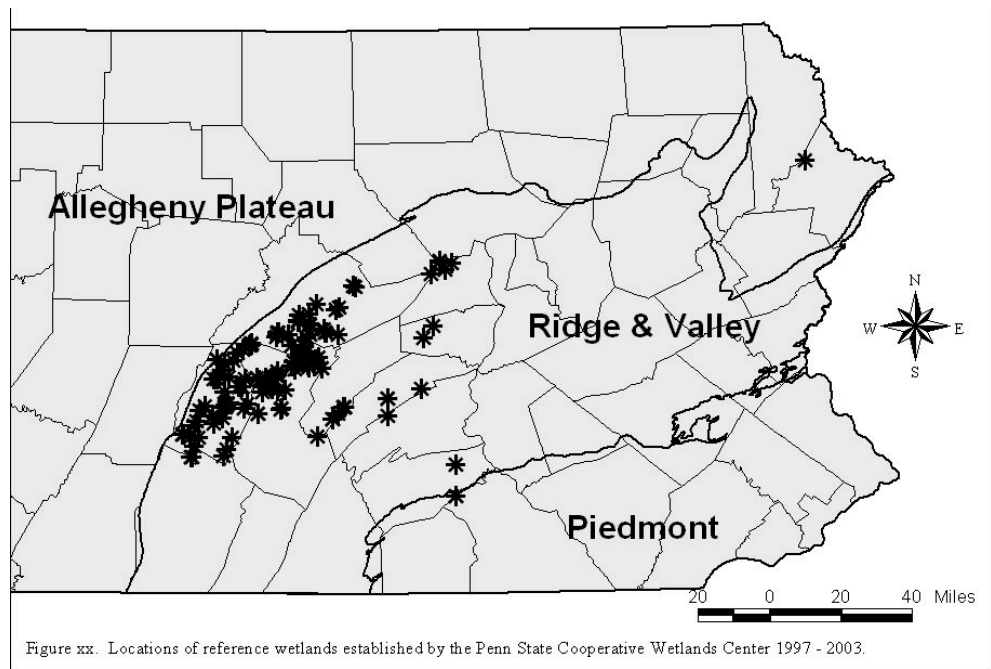 Allegheny Plateau
Ridge & Valley
N
W E
S
Piedmont
20 0 20 40 Miles
Figure xx. Locations of reference wetlands established by the Penn State Cooperative Wetlands Center 1997 - 2003.